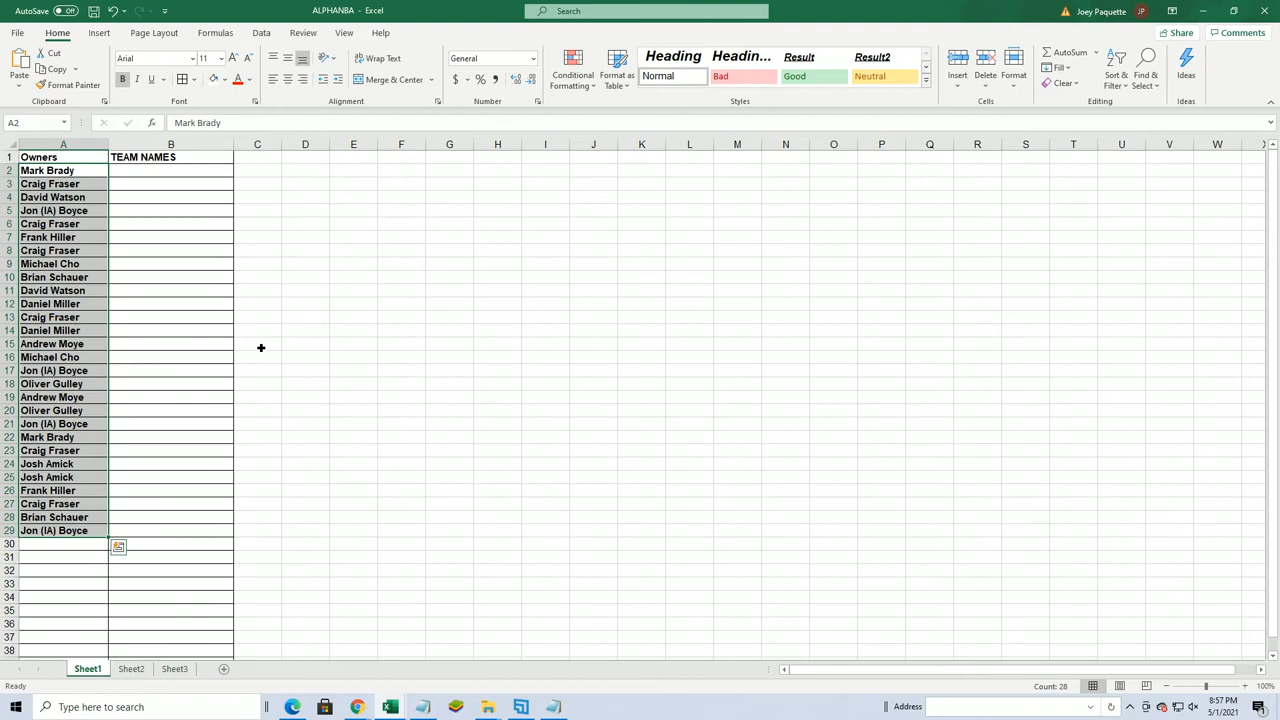 AutoSave Off ALPHANBA - Excel Search Joey Paquette JP
File Home Insert Page Layout Formulas Data Review View Help Share Comments
Paste Cut Copy Format Painter Clipboard
Arial 11 B I U A Font
Wrap Text Merge & Center Alignment
General $ % Number
Conditional Formatting Format as Table
Heading Headin... Result Result2
Normal Bad Good Neutral
Styles
Insert Delete Format Cells
AutoSum Fill Clear Sort & Filter Find & Select Editing
Ideas Ideas
A2 fx Mark Brady
A B C D E F G H I J K L M N O P Q R S T U V W X
1 Owners TEAM NAMES
2 Mark Brady
3 Craig Fraser
4 David Watson
5 Jon (IA) Boyce
6 Craig Fraser
7 Frank Hiller
8 Craig Fraser
9 Michael Cho
10 Brian Schauer
11 David Watson
12 Daniel Miller
13 Craig Fraser
14 Daniel Miller
15 Andrew Moye
16 Michael Cho
17 Jon (IA) Boyce
18 Oliver Gulley
19 Andrew Moye
20 Oliver Gulley
21 Jon (IA) Boyce
22 Mark Brady
23 Craig Fraser
24 Josh Amick
25 Josh Amick
26 Frank Hiller
27 Craig Fraser
28 Brian Schauer
29 Jon (IA) Boyce
30
31
32
33
34
35
36
37
38
Sheet1 Sheet2 Sheet3
Ready Count: 28 100%
Type here to search Address 8:57 PM
5/1/2021